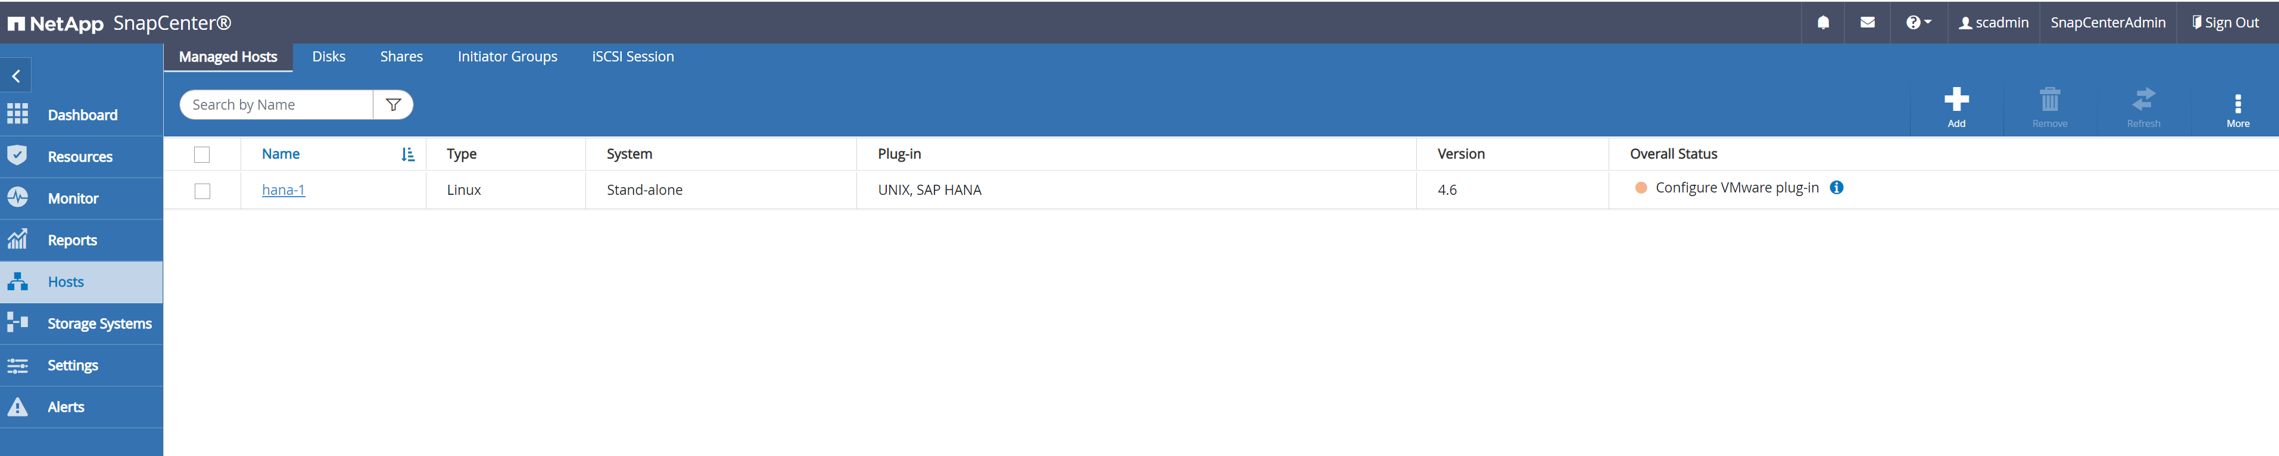 NetApp SnapCenter®
scadmin
SnapCenterAdmin
Sign Out
Managed Hosts
Disks
Shares
Initiator Groups
iSCSI Session
Search by Name
Add
Remove
Refresh
More
Dashboard
Resources
Monitor
Reports
Hosts
Storage Systems
Settings
Alerts
Name Type System Plug-in Version Overall Status
hana-1 Linux Stand-alone UNIX, SAP HANA 4.6 Configure VMware plug-in